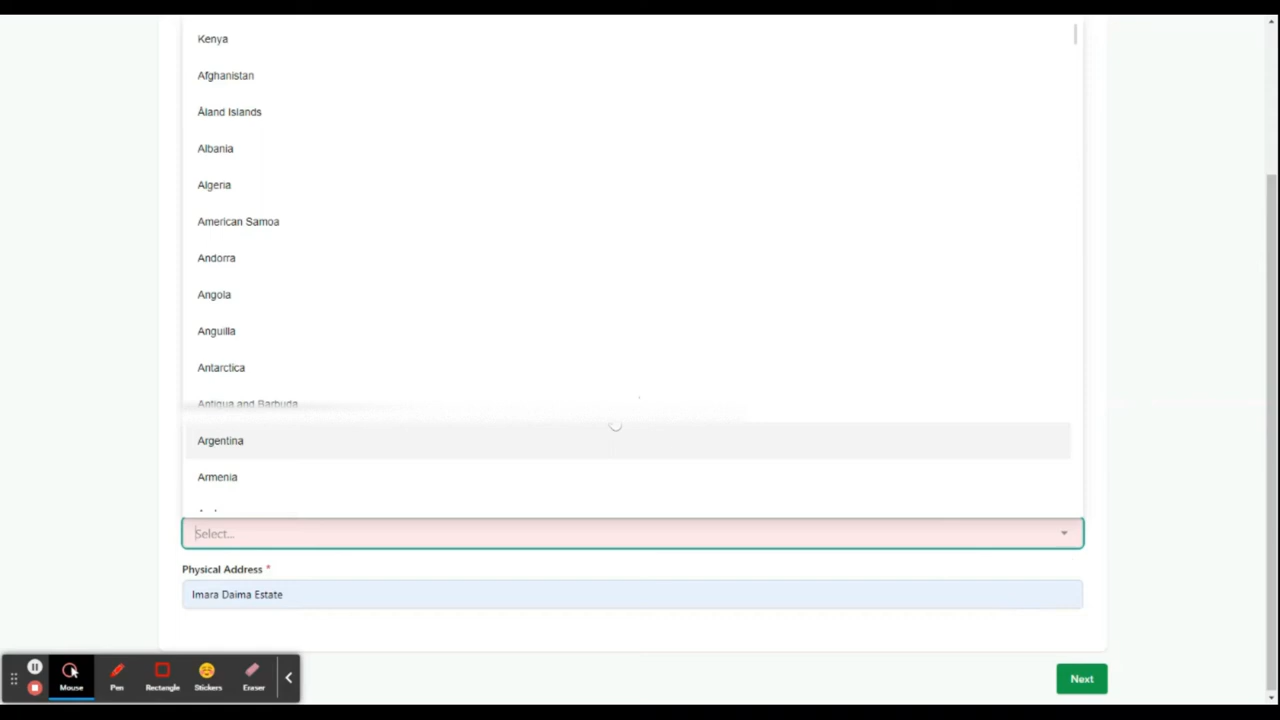 Kenya
Afghanistan
Åland Islands
Albania
Algeria
American Samoa
Andorra
Angola
Anguilla
Antarctica
Antigua and Barbuda
Argentina
Armenia
Select...
Physical Address *
Imara Daima Estate
Mouse
Pen
Rectangle
Stickers
Eraser
Next